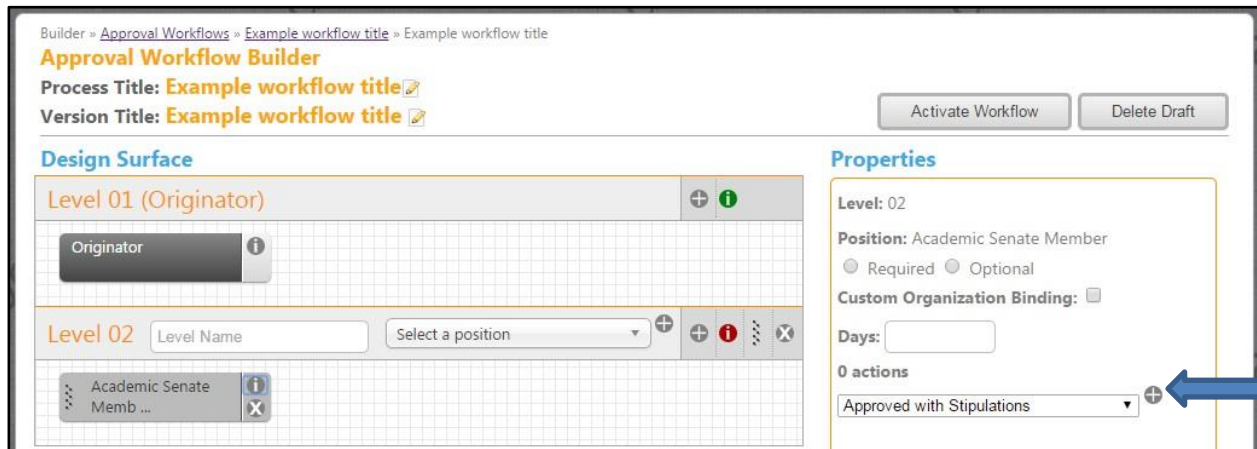 Builder » Approval Workflows » Example workflow title » Example workflow title
Approval Workflow Builder
Process Title: Example workflow title
Version Title: Example workflow title
Activate Workflow
Delete Draft
Design Surface
Level 01 (Originator)
Originator
Level 02
Level Name
Select a position
Academic Senate
Memb ...
Properties
Level: 02
Position: Academic Senate Member
Required Optional
Custom Organization Binding:
Days:
0 actions
Approved with Stipulations